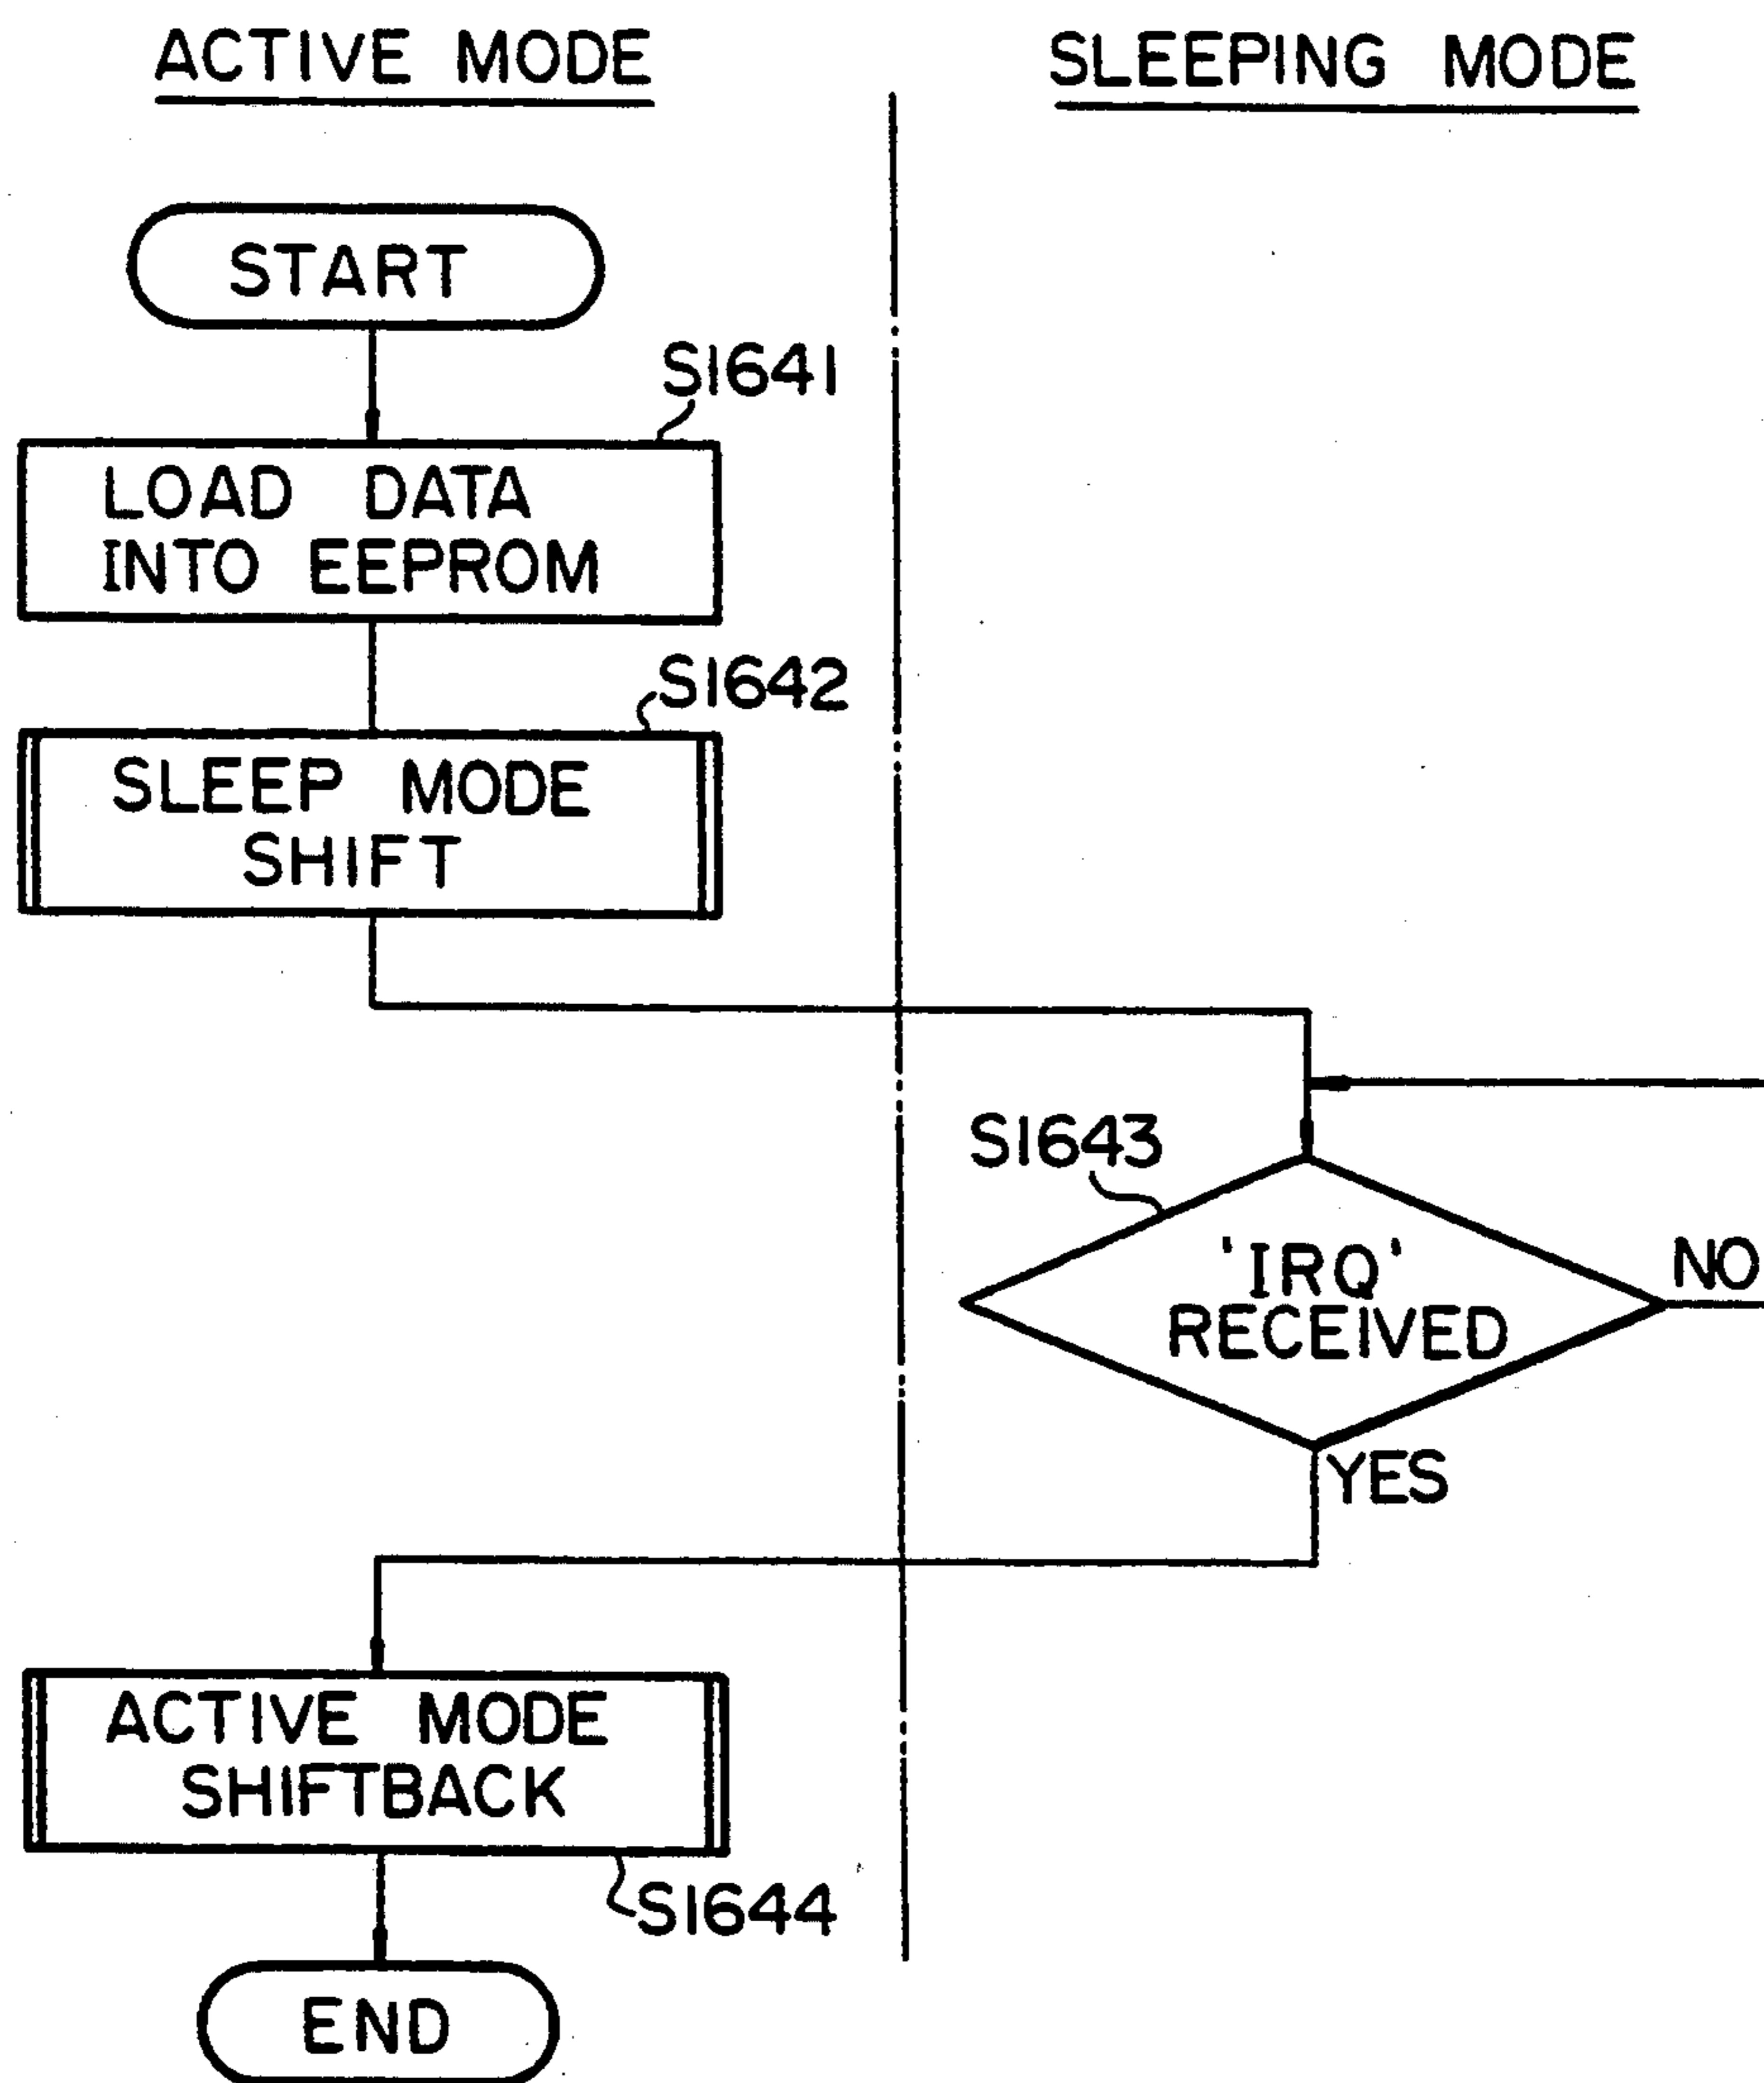 ACTIVE MODE
SLEEPING MODE
START
S1641
LOAD DATA
INTO EEPROM
S1642
SLEEP MODE
SHIFT
S1643
'IRQ'
RECEIVED
NO
YES
ACTIVE MODE
SHIFTBACK
S1644
END